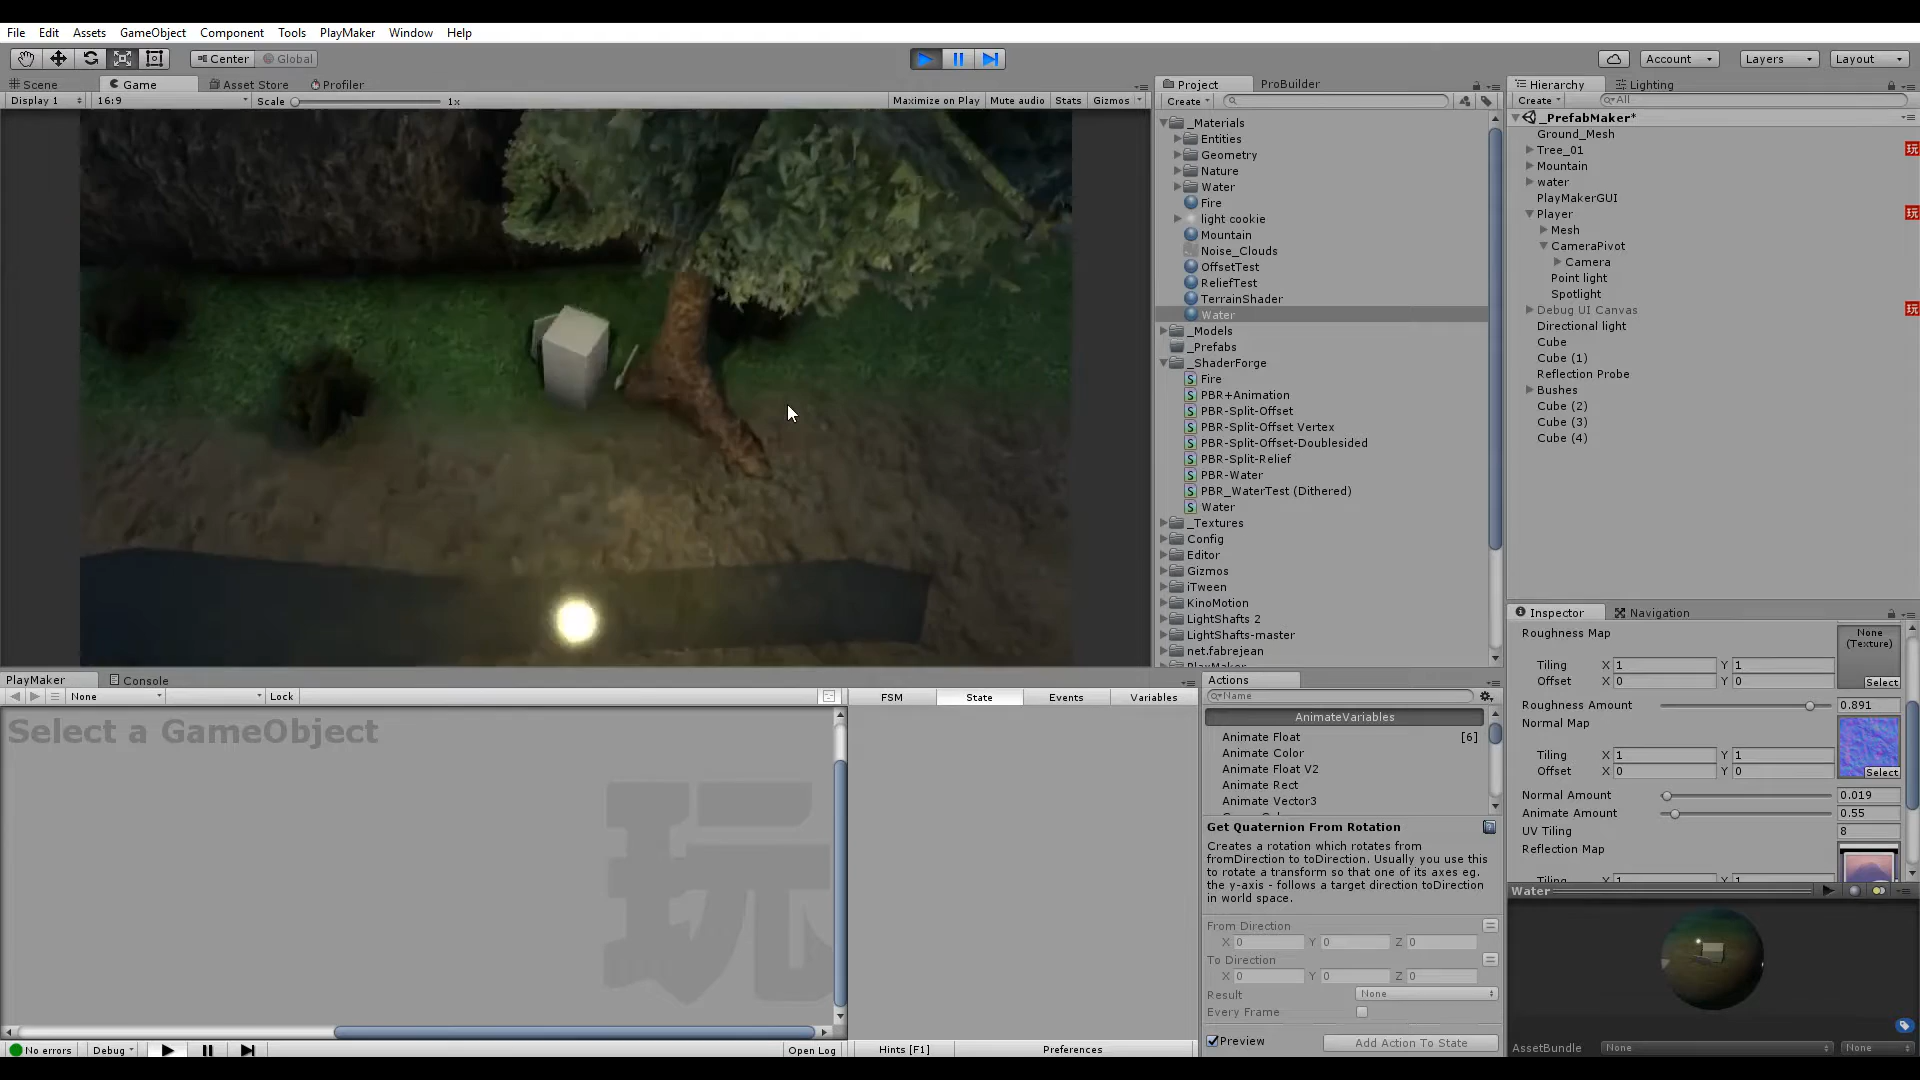 File Edit Assets GameObject Component Tools PlayMaker Window Help
Center Global
Account Layers Layout
Scene Game Asset Store Profiler
Display 1 16:9 Scale 1x Maximize on Play Mute audio Stats Gizmos
Project ProBuilder
Create
_Materials
Entities
Geometry
Nature
Water
Fire
light cookie
Mountain
Noise_Clouds
OffsetTest
ReliefTest
TerrainShader
Water
_Models
_Prefabs
_ShaderForge
Fire
PBR+Animation
PBR-Split-Offset
PBR-Split-Offset Vertex
PBR-Split-Offset-Doublesided
PBR-Split-Relief
PBR-Water
PBR_WaterTest (Dithered)
Water
_Textures
Config
Editor
Gizmos
iTween
KinoMotion
LightShafts 2
LightShafts-master
net.fabrejean
PlayMaker
Hierarchy Lighting
Create All
_PrefabMaker*
Ground_Mesh
Tree_01 玩
Mountain
water
PlayMakerGUI
Player 玩
Mesh
CameraPivot
Camera
Point light
Spotlight
Debug UI Canvas 玩
Directional light
Cube
Cube (1)
Reflection Probe
Bushes
Cube (2)
Cube (3)
Cube (4)
Inspector Navigation
Roughness Map
None
(Texture)
Tiling X 1 Y 1
Offset X 0 Y 0
Select
Roughness Amount 0.891
Normal Map
Tiling X 1 Y 1
Offset X 0 Y 0
Select
Normal Amount 0.019
Animate Amount 0.55
UV Tiling 8
Reflection Map
Tiling X 1 Y 1
Water
AssetBundle None None
PlayMaker Console
None Lock
Select a GameObject
玩
No errors Debug Open Log
FSM State Events Variables
Hints [F1] Preferences
Actions
Name
AnimateVariables
Animate Float [6]
Animate Color
Animate Float V2
Animate Rect
Animate Vector3
Get Quaternion From Rotation
Creates a rotation which rotates from
fromDirection to toDirection. Usually you use this
to rotate a transform so that one of its axes eg.
the y-axis - follows a target direction toDirection
in world space.
From Direction
X 0 Y 0 Z 0
To Direction
X 0 Y 0 Z 0
Result None
Every Frame
Preview Add Action To State